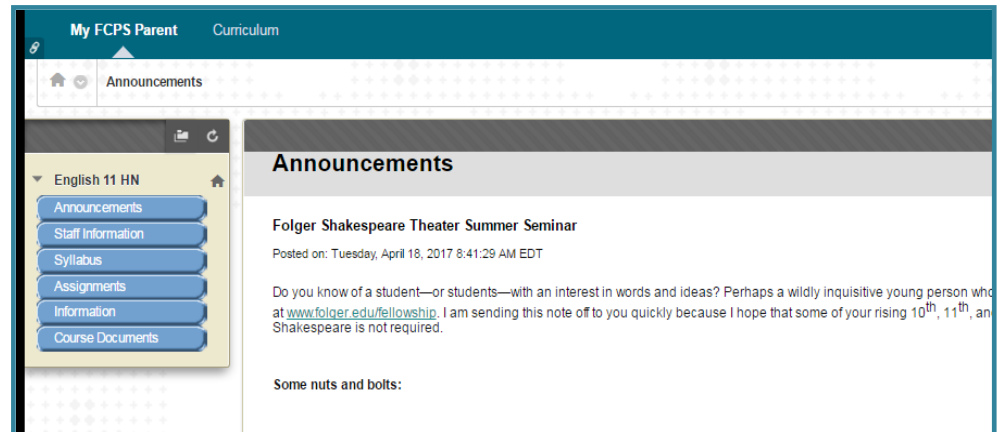 My FCPS Parent Curriculum
Announcements
English 11 HN
Announcements
Staff Information
Syllabus
Assignments
Information
Course Documents
Announcements
Folger Shakespeare Theater Summer Seminar
Posted on: Tuesday, April 18, 2017 8:41:29 AM EDT
Do you know of a student—or students—with an interest in words and ideas? Perhaps a wildly inquisitive young person who
at www.folger.edu/fellowship. I am sending this note off to you quickly because I hope that some of your rising 10th, 11th, an
Shakespeare is not required.
Some nuts and bolts: